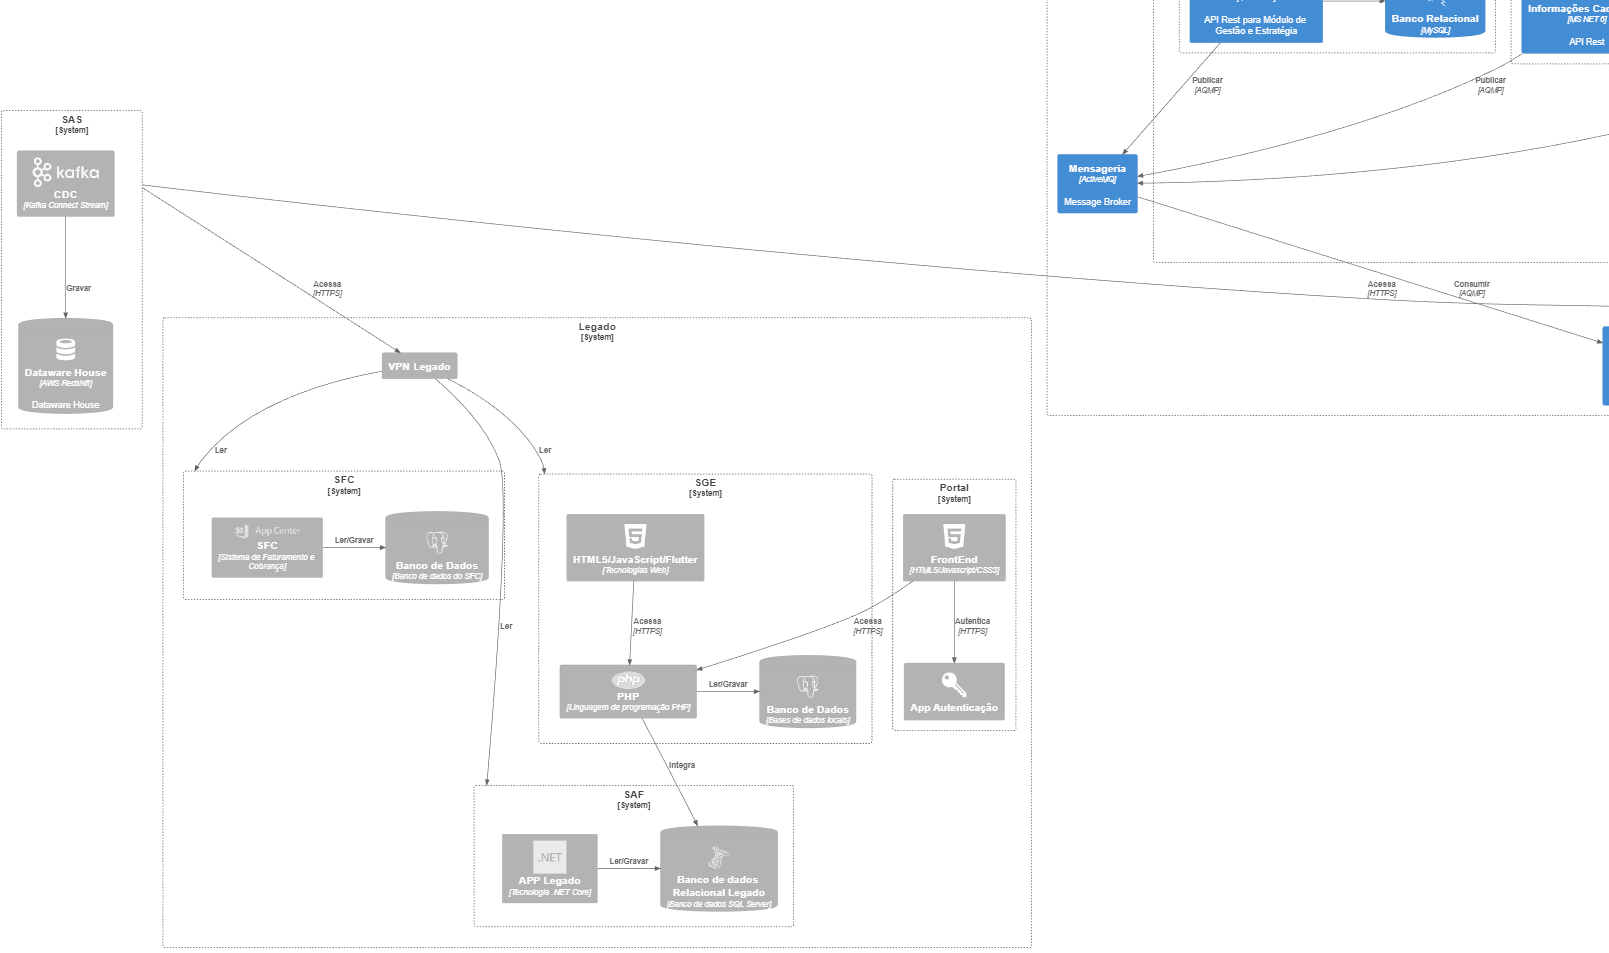 API Rest para Módulo de
Gestão e Estratégia
Banco Relacional
[MySQL]
Informações Cad
[MS NET 6]
API Rest
Publicar
[AQMP]
Publicar
[AQMP]
SAS
[System]
kafka
CDC
[Kafka Connect Stream]
Gravar
Dataware House
[AWS Redshift]
Dataware House
Mensageria
[ActiveMQ]
Message Broker
Acessa
[HTTPS]
Acessa
[HTTPS]
Consumir
[AQMP]
Legado
[System]
VPN Legado
Ler
Ler
Ler
SFC
[System]
App Center
SFC
[Sistema de Faturamento e
Cobrança]
Ler/Gravar
Banco de Dados
[Banco de dados do SFC]
SGE
[System]
HTML5/JavaScript/Flutter
[Tecnologias Web]
Acessa
[HTTPS]
php
PHP
[Linguagem de programação PHP]
Ler/Gravar
Banco de Dados
[Bases de dados locais]
Portal
[System]
FrontEnd
[HTML5/Javascript/CSS3]
Acessa
[HTTPS]
Autentica
[HTTPS]
App Autenticação
Integra
SAF
[System]
.NET
APP Legado
[Tecnologia .NET Core]
Ler/Gravar
Banco de dados
Relacional Legado
[Banco de dados SQL Server]